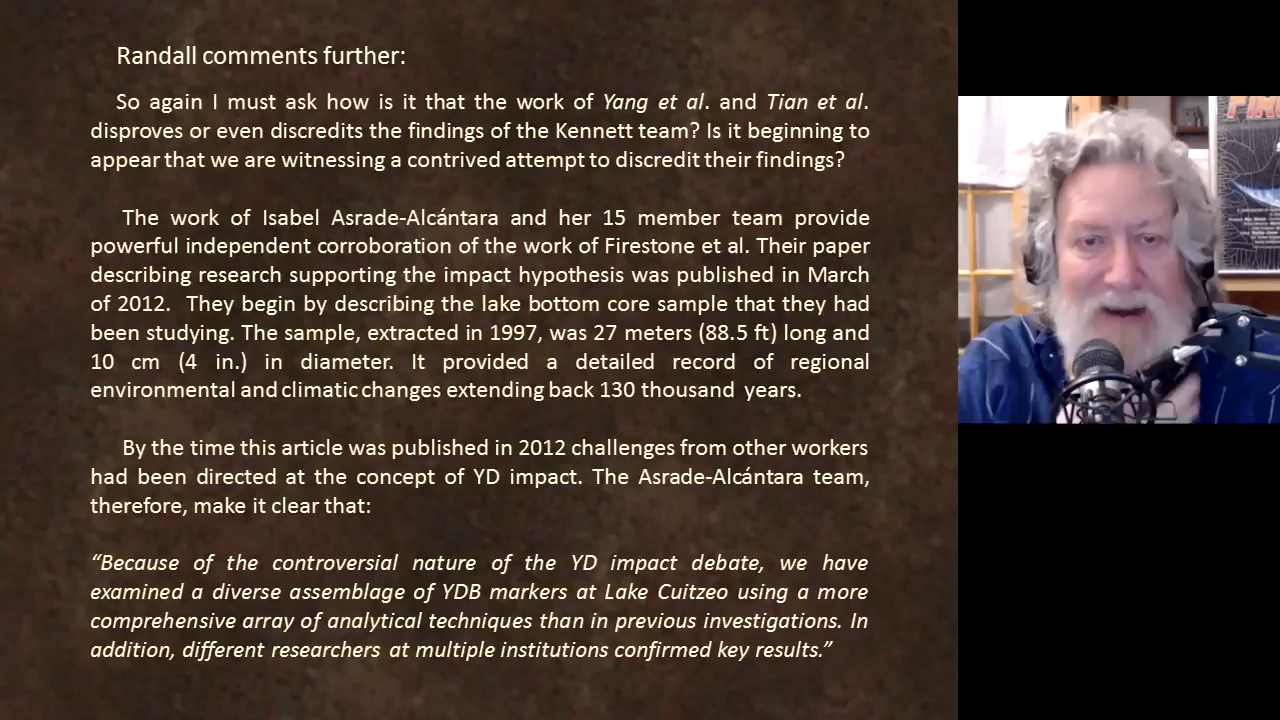 Randall comments further:
So again I must ask how is it that the work of Yang et al. and Tian et al.
disproves or even discredits the findings of the Kennett team? Is it beginning to
appear that we are witnessing a contrived attempt to discredit their findings?
The work of Isabel Asrade-Alcántara and her 15 member team provide
powerful independent corroboration of the work of Firestone et al. Their paper
describing research supporting the impact hypothesis was published in March
of 2012. They begin by describing the lake bottom core sample that they had
been studying. The sample, extracted in 1997, was 27 meters (88.5 ft) long and
10 cm (4 in.) in diameter. It provided a detailed record of regional
environmental and climatic changes extending back 130 thousand years.
By the time this article was published in 2012 challenges from other workers
had been directed at the concept of YD impact. The Asrade-Alcántara team,
therefore, make it clear that:
“Because of the controversial nature of the YD impact debate, we have
examined a diverse assemblage of YDB markers at Lake Cuitzeo using a more
comprehensive array of analytical techniques than in previous investigations. In
addition, different researchers at multiple institutions confirmed key results.”